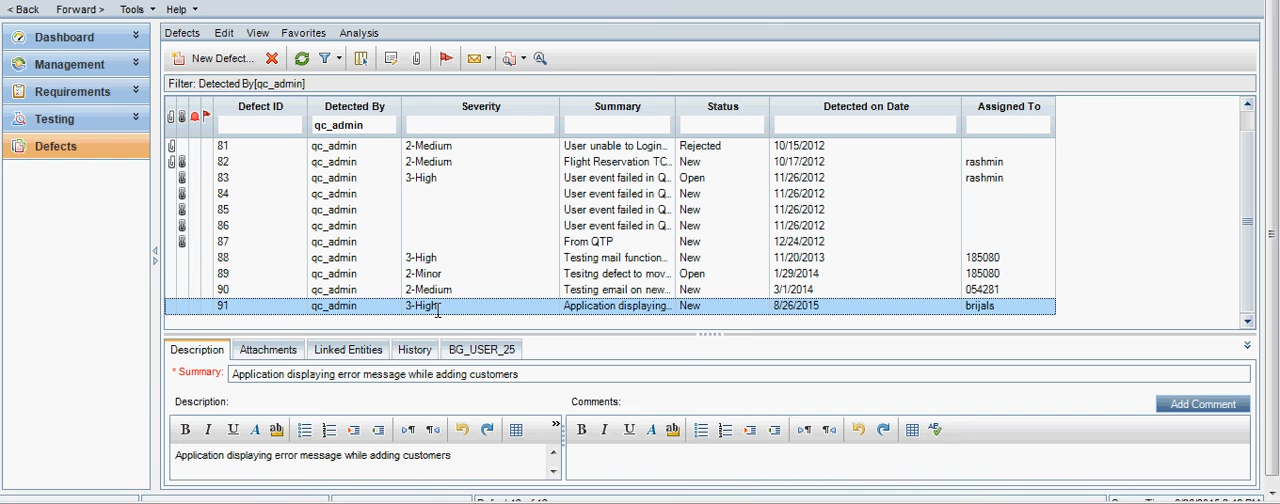 < Back Forward > Tools Help
Dashboard
Management
Requirements
Testing
Defects
Defects Edit View Favorites Analysis
New Defect...
Filter: Detected By[qc_admin]
Defect ID Detected By Severity Summary Status Detected on Date Assigned To
qc_admin
81 qc_admin 2-Medium User unable to Login... Rejected 10/15/2012
82 qc_admin 2-Medium Flight Reservation TC... New 10/17/2012 rashmin
83 qc_admin 3-High User event failed in Q... Open 11/26/2012 rashmin
84 qc_admin User event failed in Q... New 11/26/2012
85 qc_admin User event failed in Q... New 11/26/2012
86 qc_admin User event failed in Q... New 11/26/2012
87 qc_admin From QTP New 12/24/2012
88 qc_admin 3-High Testing mail function... New 11/20/2013 185080
89 qc_admin 2-Minor Tesitng defect to mov... Open 1/29/2014 185080
90 qc_admin 2-Medium Testing email on new... New 3/1/2014 054281
91 qc_admin 3-High Application displaying... New 8/26/2015 brijals
Description Attachments Linked Entities History BG_USER_25
* Summary: Application displaying error message while adding customers
Description: Comments: Add Comment
B I U A ab B I U A ab
Application displaying error message while adding customers